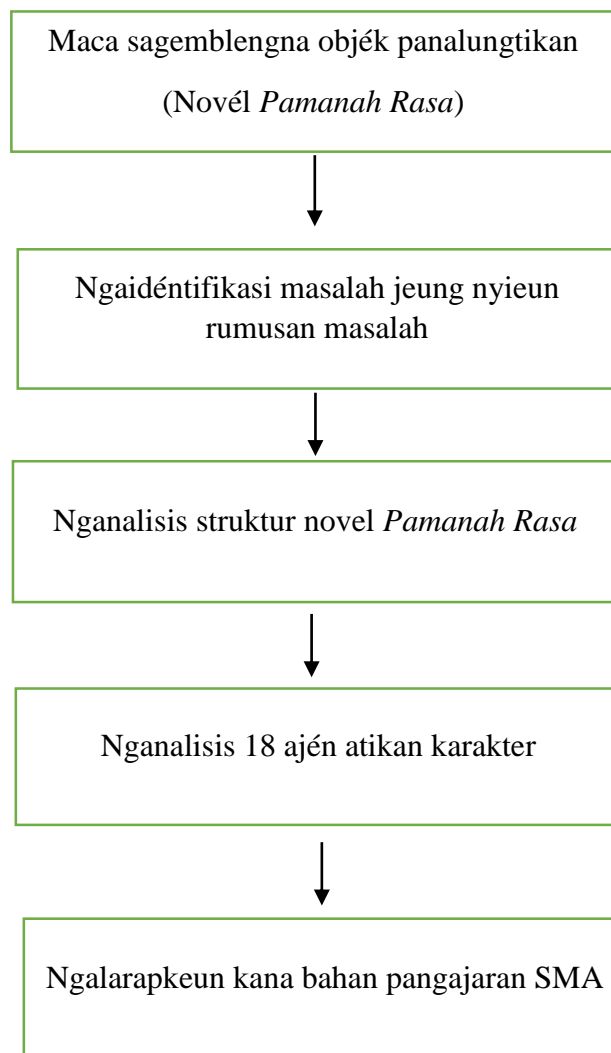 Maca sagemblengna objék panalungtikan
(Novél Pamanah Rasa)
Ngaidéntifikasi masalah jeung nyieun
rumusan masalah
Nganalisis struktur novel Pamanah Rasa
Nganalisis 18 ajén atikan karakter
Ngalarapkeun kana bahan pangajaran SMA